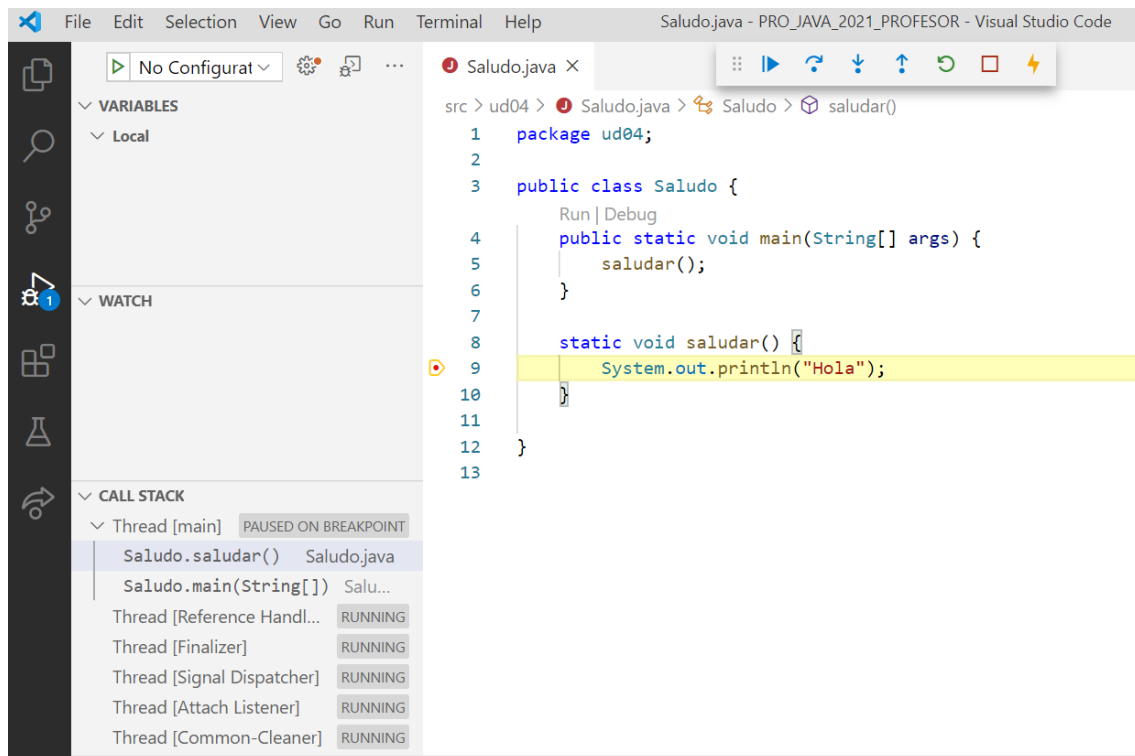 File Edit Selection View Go Run Terminal Help Saludo.java - PRO_JAVA_2021_PROFESOR - Visual Studio Code
No Configurat
VARIABLES
Local
WATCH
CALL STACK
Thread [main] PAUSED ON BREAKPOINT
Saludo.saludar() Saludo.java
Saludo.main(String[]) Salu...
Thread [Reference Handl... RUNNING
Thread [Finalizer] RUNNING
Thread [Signal Dispatcher] RUNNING
Thread [Attach Listener] RUNNING
Thread [Common-Cleaner] RUNNING
1
J Saludo.java
src > ud04 > J Saludo.java > Saludo > saludar()
1 package ud04;
2
3 public class Saludo {
Run | Debug
4 public static void main(String[] args) {
5 saludar();
6 }
7
8 static void saludar() {
9 System.out.println("Hola");
10 }
11
12 }
13